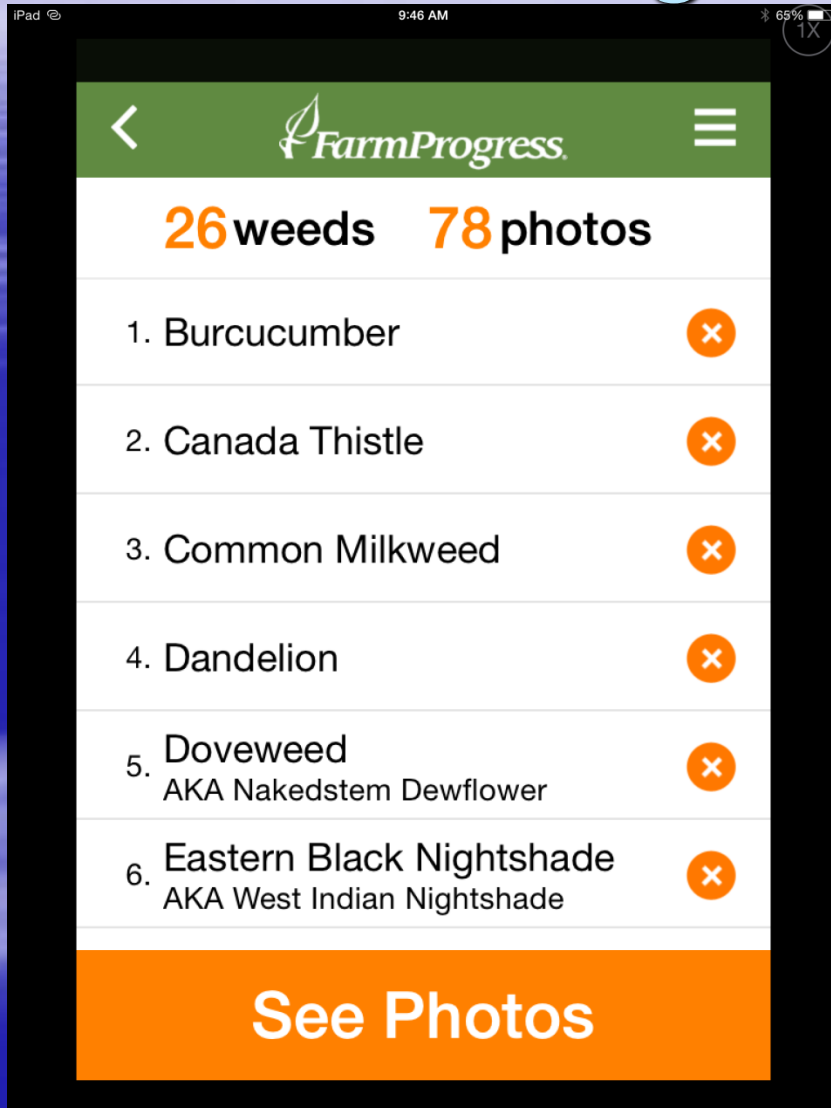 iPad 9:46 AM 65%
1X
FarmProgress.
26 weeds 78 photos
1. Burcucumber
2. Canada Thistle
3. Common Milkweed
4. Dandelion
5. Doveweed
AKA Nakedstem Dewflower
6. Eastern Black Nightshade
AKA West Indian Nightshade
See Photos